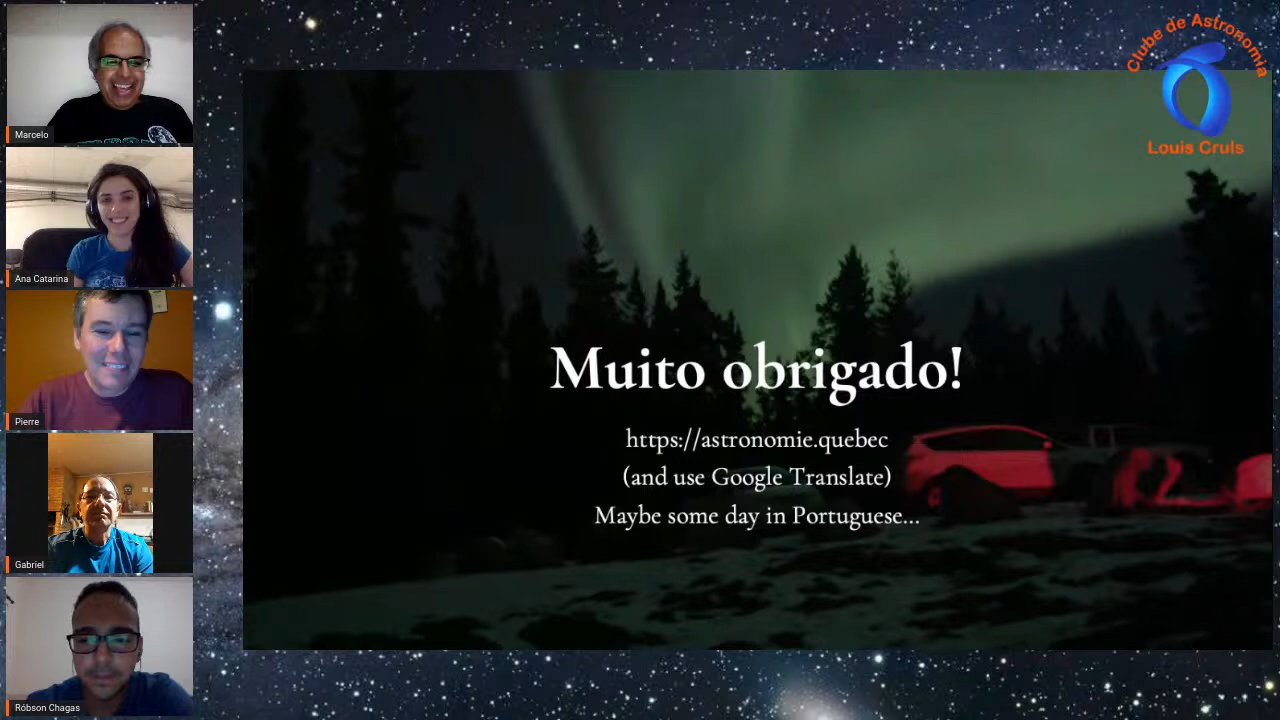 Marcelo
Ana Catarina
Pierre
Gabriel
Róbson Chagas
Clube de Astronomia
Louis Cruls
Muito obrigado!
https://astronomie.quebec
(and use Google Translate)
Maybe some day in Portuguese...